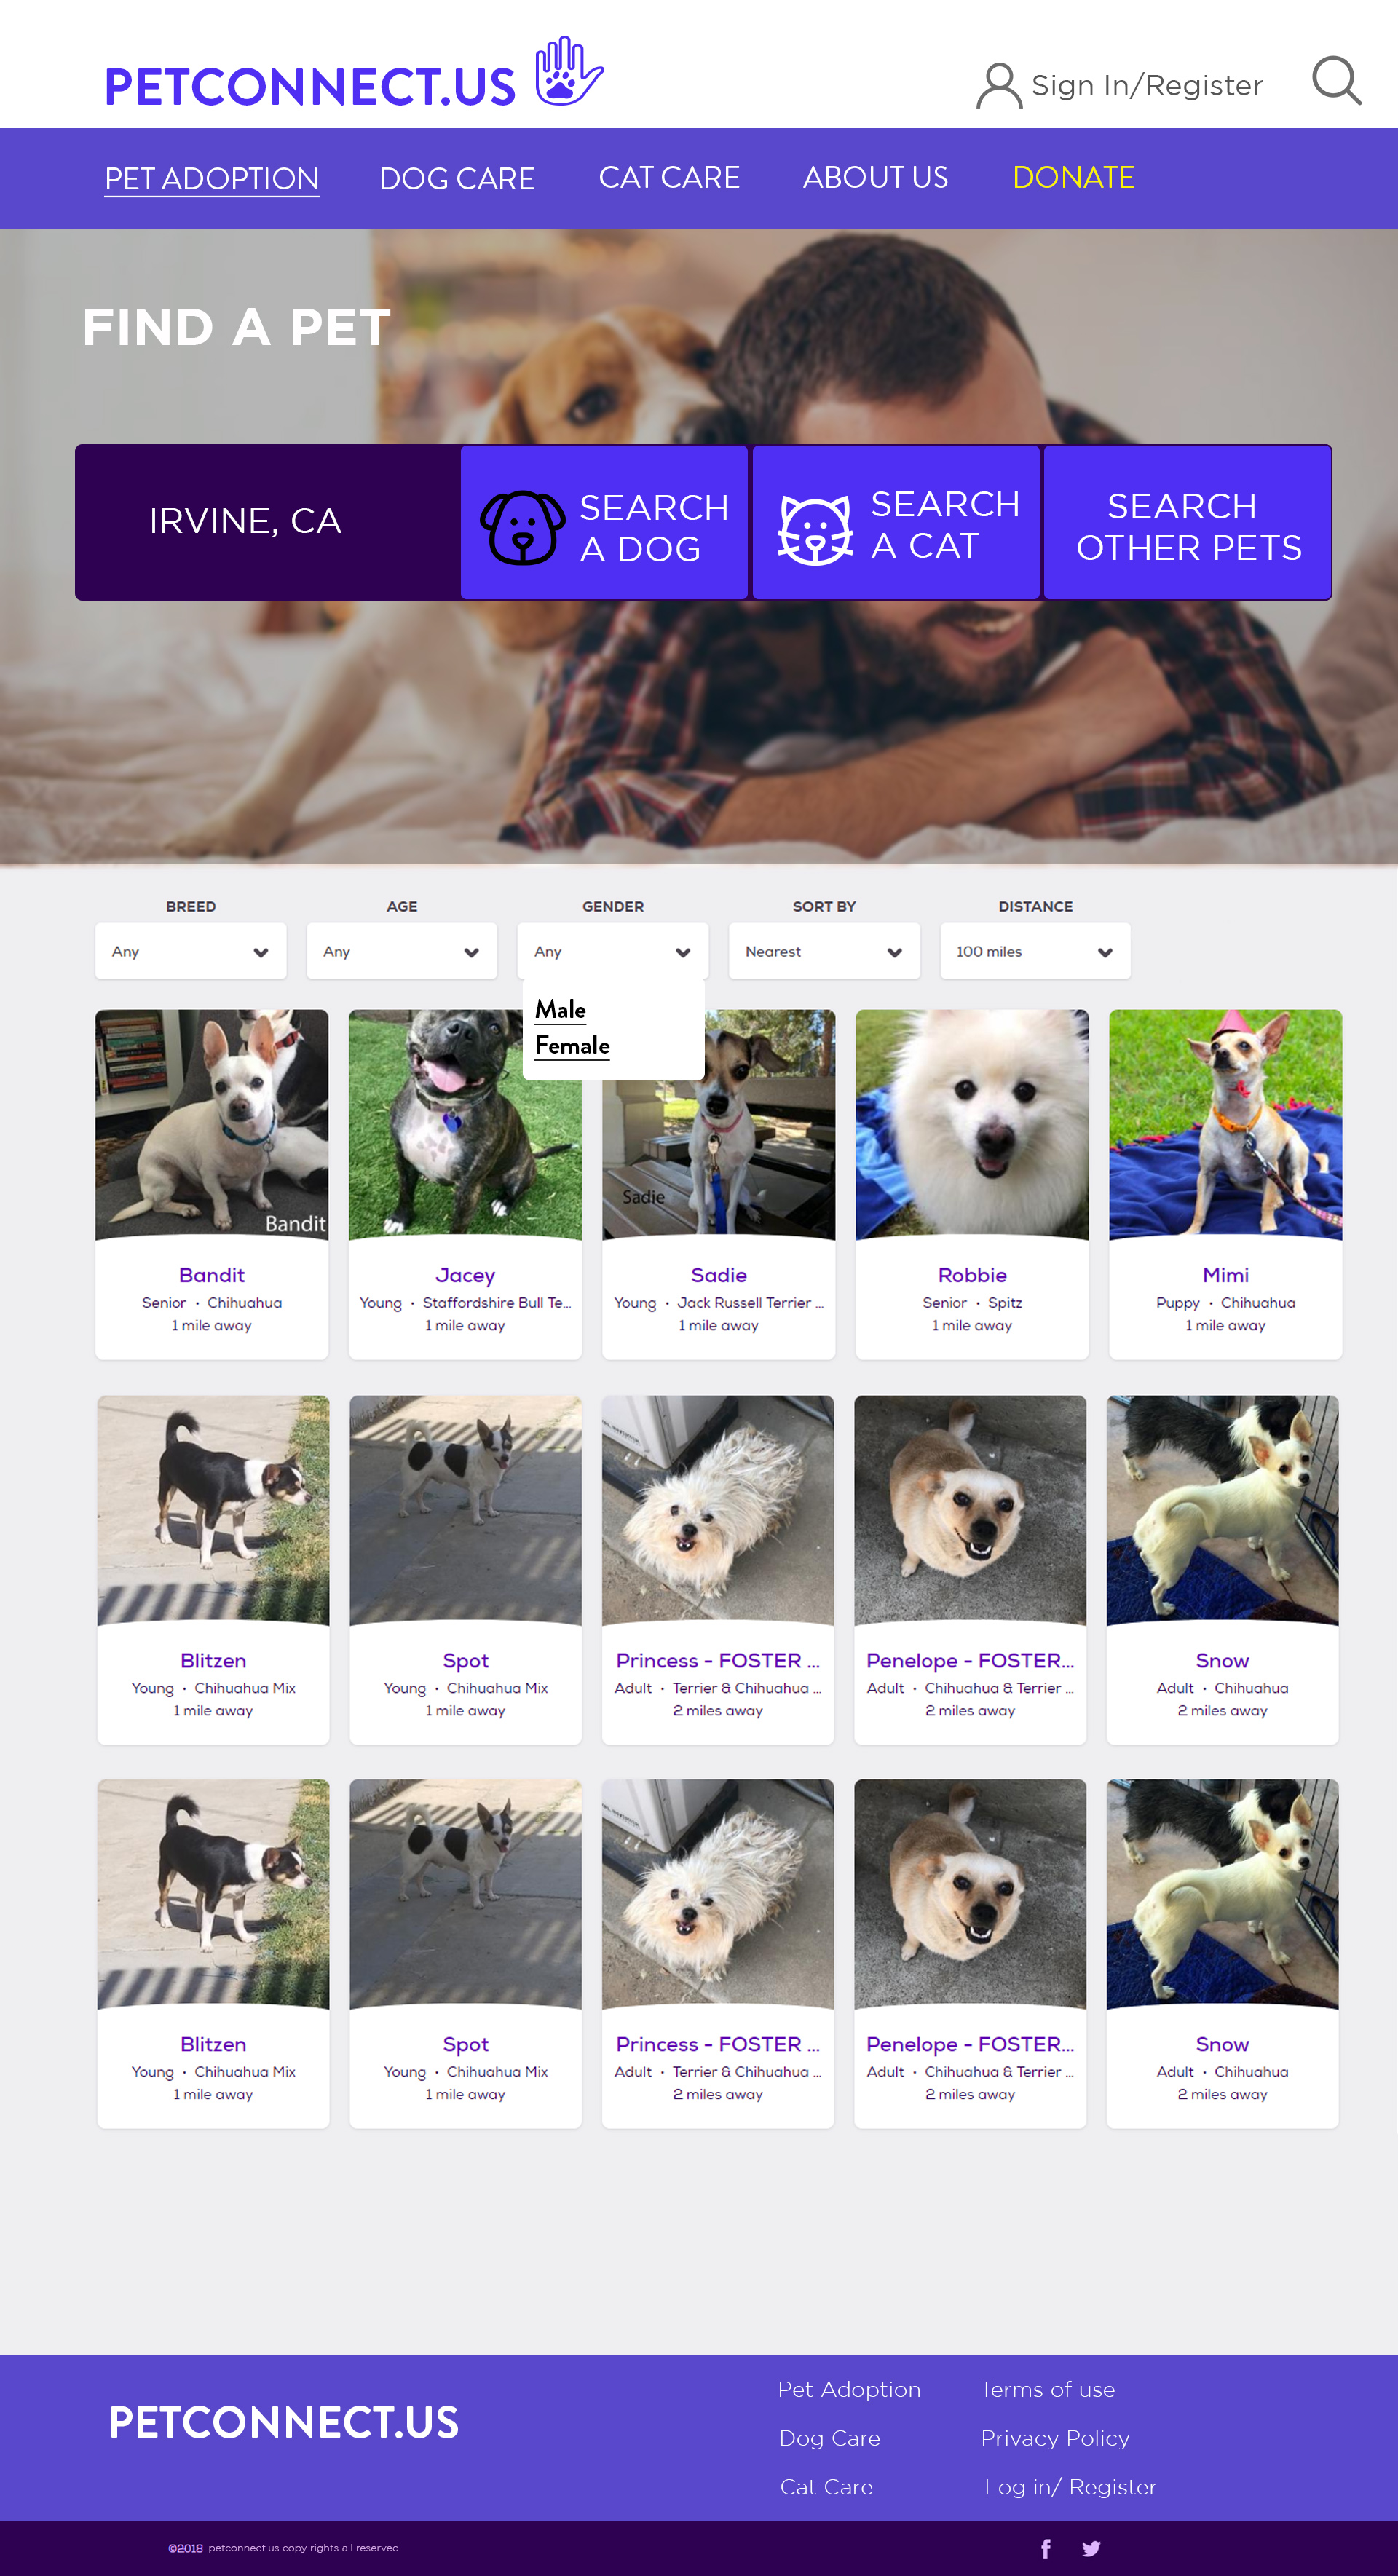 PETCONNECT.US
Sign In/Register
PET ADOPTION DOG CARE CAT CARE ABOUT US DONATE
FIND A PET
IRVINE, CA
SEARCH
A DOG
SEARCH
A CAT
SEARCH
OTHER PETS
BREED AGE GENDER SORT BY DISTANCE
Any Any Any Nearest 100 miles
Male
Female
Bandit
Sadie
Bandit Jacey Sadie Robbie Mimi
Senior • Chihuahua Young • Staffordshire Bull Te... Young • Jack Russell Terrier ... Senior • Spitz Puppy • Chihuahua
1 mile away 1 mile away 1 mile away 1 mile away 1 mile away
Blitzen Spot Princess - FOSTER ... Penelope - FOSTER... Snow
Young • Chihuahua Mix Young • Chihuahua Mix Adult • Terrier & Chihuahua ... Adult • Chihuahua & Terrier ... Adult • Chihuahua
1 mile away 1 mile away 2 miles away 2 miles away 2 miles away
Blitzen Spot Princess - FOSTER ... Penelope - FOSTER... Snow
Young • Chihuahua Mix Young • Chihuahua Mix Adult • Terrier & Chihuahua ... Adult • Chihuahua & Terrier ... Adult • Chihuahua
1 mile away 1 mile away 2 miles away 2 miles away 2 miles away
PETCONNECT.US
Pet Adoption Terms of use
Dog Care Privacy Policy
Cat Care Log in/ Register
©2018 petconnect.us copy rights all reserved.